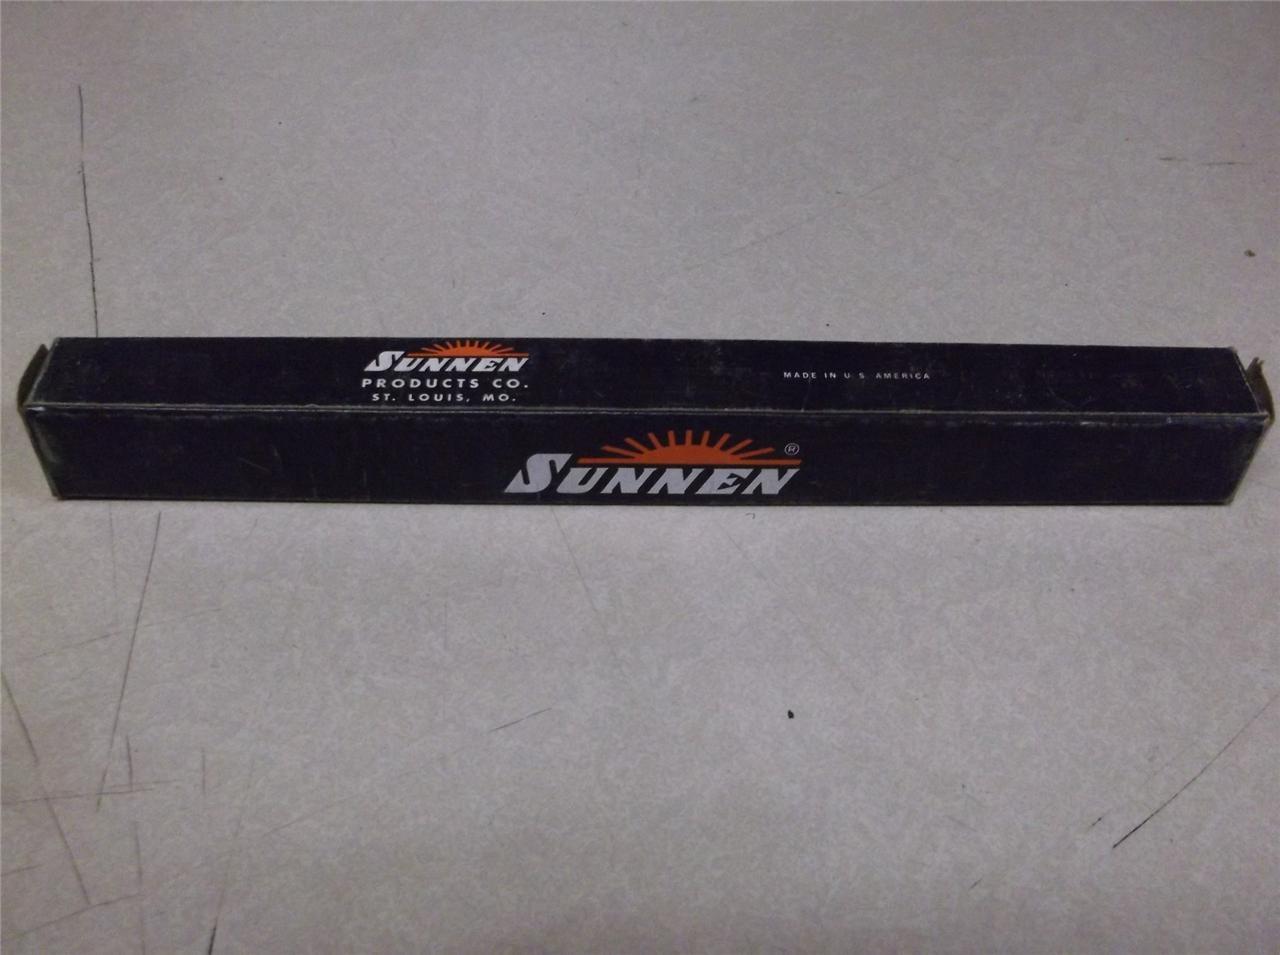 SUNNEN
PRODUCTS CO.
ST. LOUIS, MO.
MADE IN U.S. AMERICA
SUNNEN ®